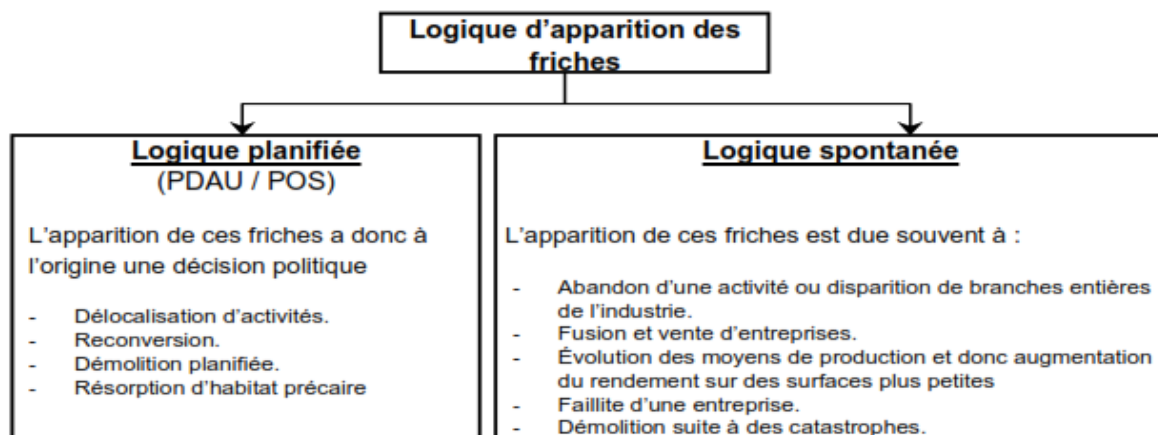 Logique d'apparition des
friches
Logique planifiée
(PDAU / POS)
L'apparition de ces friches a donc à
l'origine une décision politique
- Délocalisation d'activités.
- Reconversion.
- Démolition planifiée.
- Résorption d'habitat précaire
Logique spontanée
L'apparition de ces friches est due souvent à :
- Abandon d'une activité ou disparition de branches entières
de l'industrie.
- Fusion et vente d'entreprises.
- Évolution des moyens de production et donc augmentation
du rendement sur des surfaces plus petites
- Faillite d'une entreprise.
- Démolition suite à des catastrophes.